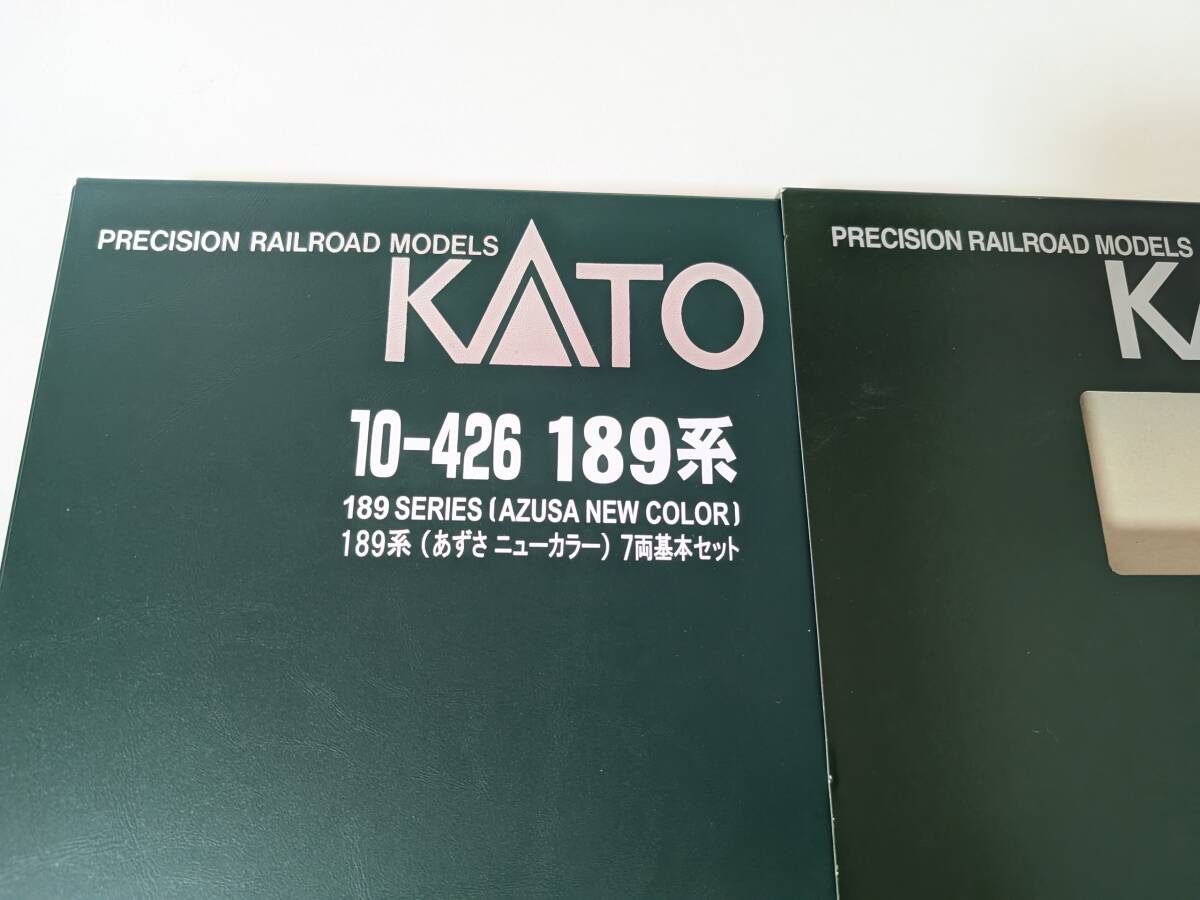 PRECISION RAILROAD MODELS
KATO
10-426 189系
189 SERIES (AZUSA NEW COLOR)
189系 (あずさ ニューカラー) 7両基本セット
PRECISION RAILROAD MODELS
KA